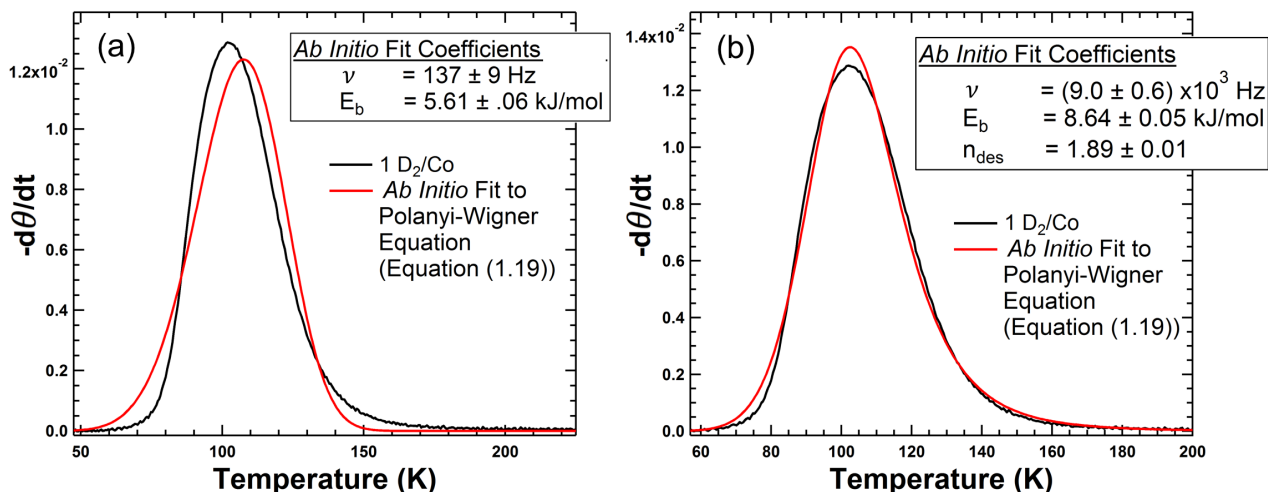 (a)
Ab Initio Fit Coefficients
ν = 137 ± 9 Hz
E_b = 5.61 ± .06 kJ/mol
1 D₂/Co
Ab Initio Fit to
Polanyi-Wigner
Equation
(Equation (1.19))
-dθ/dt
1.2x10⁻²
1.0
0.8
0.6
0.4
0.2
0.0
50 100 150 200
Temperature (K)
(b)
Ab Initio Fit Coefficients
ν = (9.0 ± 0.6) x10³ Hz
E_b = 8.64 ± 0.05 kJ/mol
n_des = 1.89 ± 0.01
1 D₂/Co
Ab Initio Fit to
Polanyi-Wigner
Equation
(Equation (1.19))
-dθ/dt
1.4x10⁻²
1.2
1.0
0.8
0.6
0.4
0.2
0.0
60 80 100 120 140 160 180 200
Temperature (K)